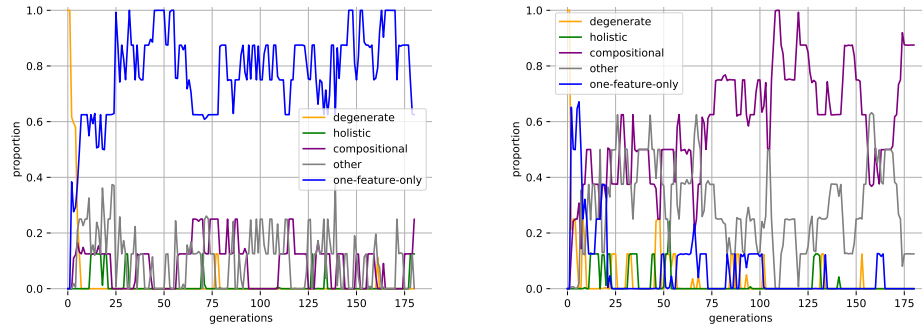 1.0
0.8
0.6
0.4
0.2
0.0
proportion
0
25
50
75
100
125
150
175
generations
degenerate
holistic
compositional
other
one-feature-only
1.0
0.8
0.6
0.4
0.2
0.0
proportion
0
25
50
75
100
125
150
175
generations
degenerate
holistic
compositional
other
one-feature-only